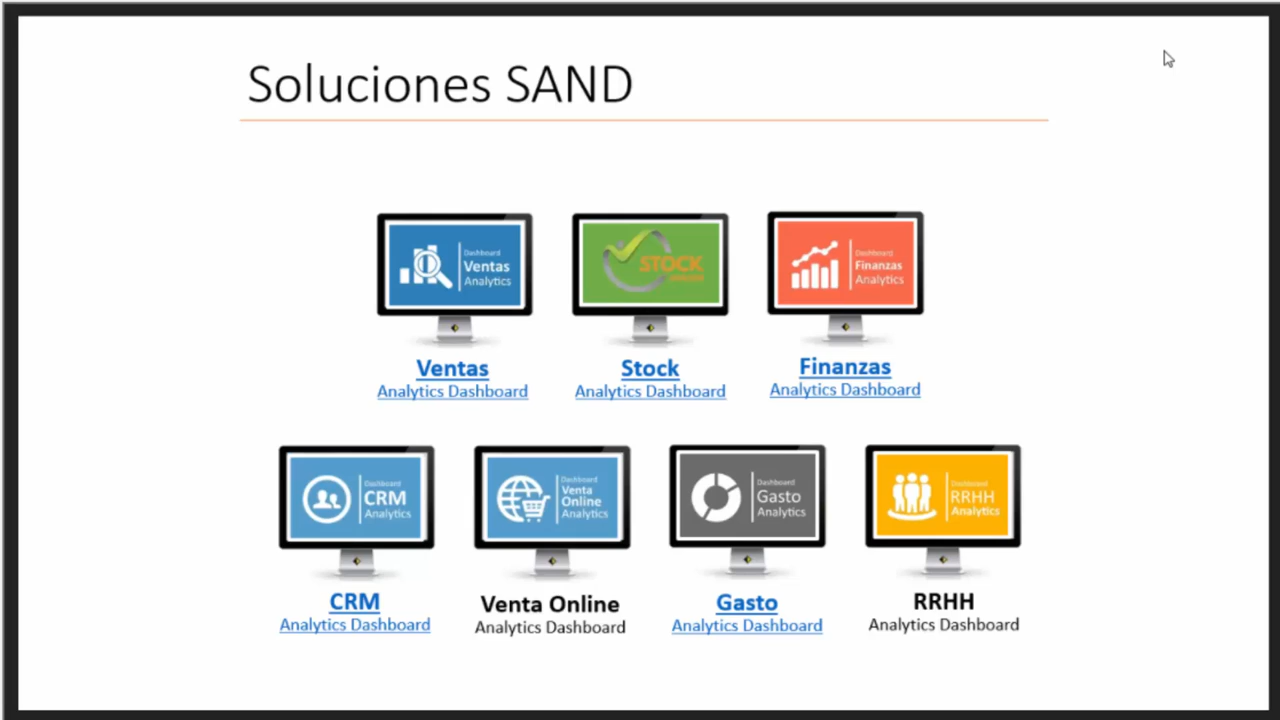 Soluciones SAND
Dashboard
Ventas
Analytics
STOCK
Dashboard
Finanzas
Analytics
Ventas
Analytics Dashboard
Stock
Analytics Dashboard
Finanzas
Analytics Dashboard
Dashboard
CRM
Analytics
Dashboard
Venta
Online
Analytics
Dashboard
Gasto
Analytics
Dashboard
RRHH
Analytics
CRM
Analytics Dashboard
Venta Online
Analytics Dashboard
Gasto
Analytics Dashboard
RRHH
Analytics Dashboard